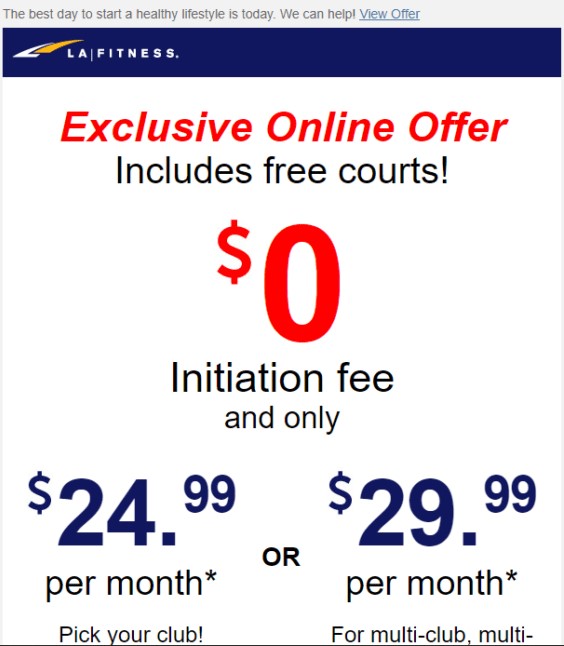 The best day to start a healthy lifestyle is today. We can help! View Offer
LA|FITNESS.
Exclusive Online Offer
Includes free courts!
$0
Initiation fee
and only
$24.99 OR $29.99
per month* per month*
Pick your club! For multi-club, multi-